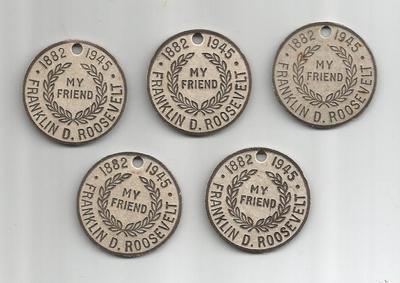 · 1882 1945 ·
MY
FRIEND
FRANKLIN D. ROOSEVELT
· 1882 1945 ·
MY
FRIEND
FRANKLIN D. ROOSEVELT
· 1882 1945 ·
MY
FRIEND
FRANKLIN D. ROOSEVELT
· 1882 1945 ·
MY
FRIEND
FRANKLIN D. ROOSEVELT
· 1882 1945 ·
MY
FRIEND
FRANKLIN D. ROOSEVELT